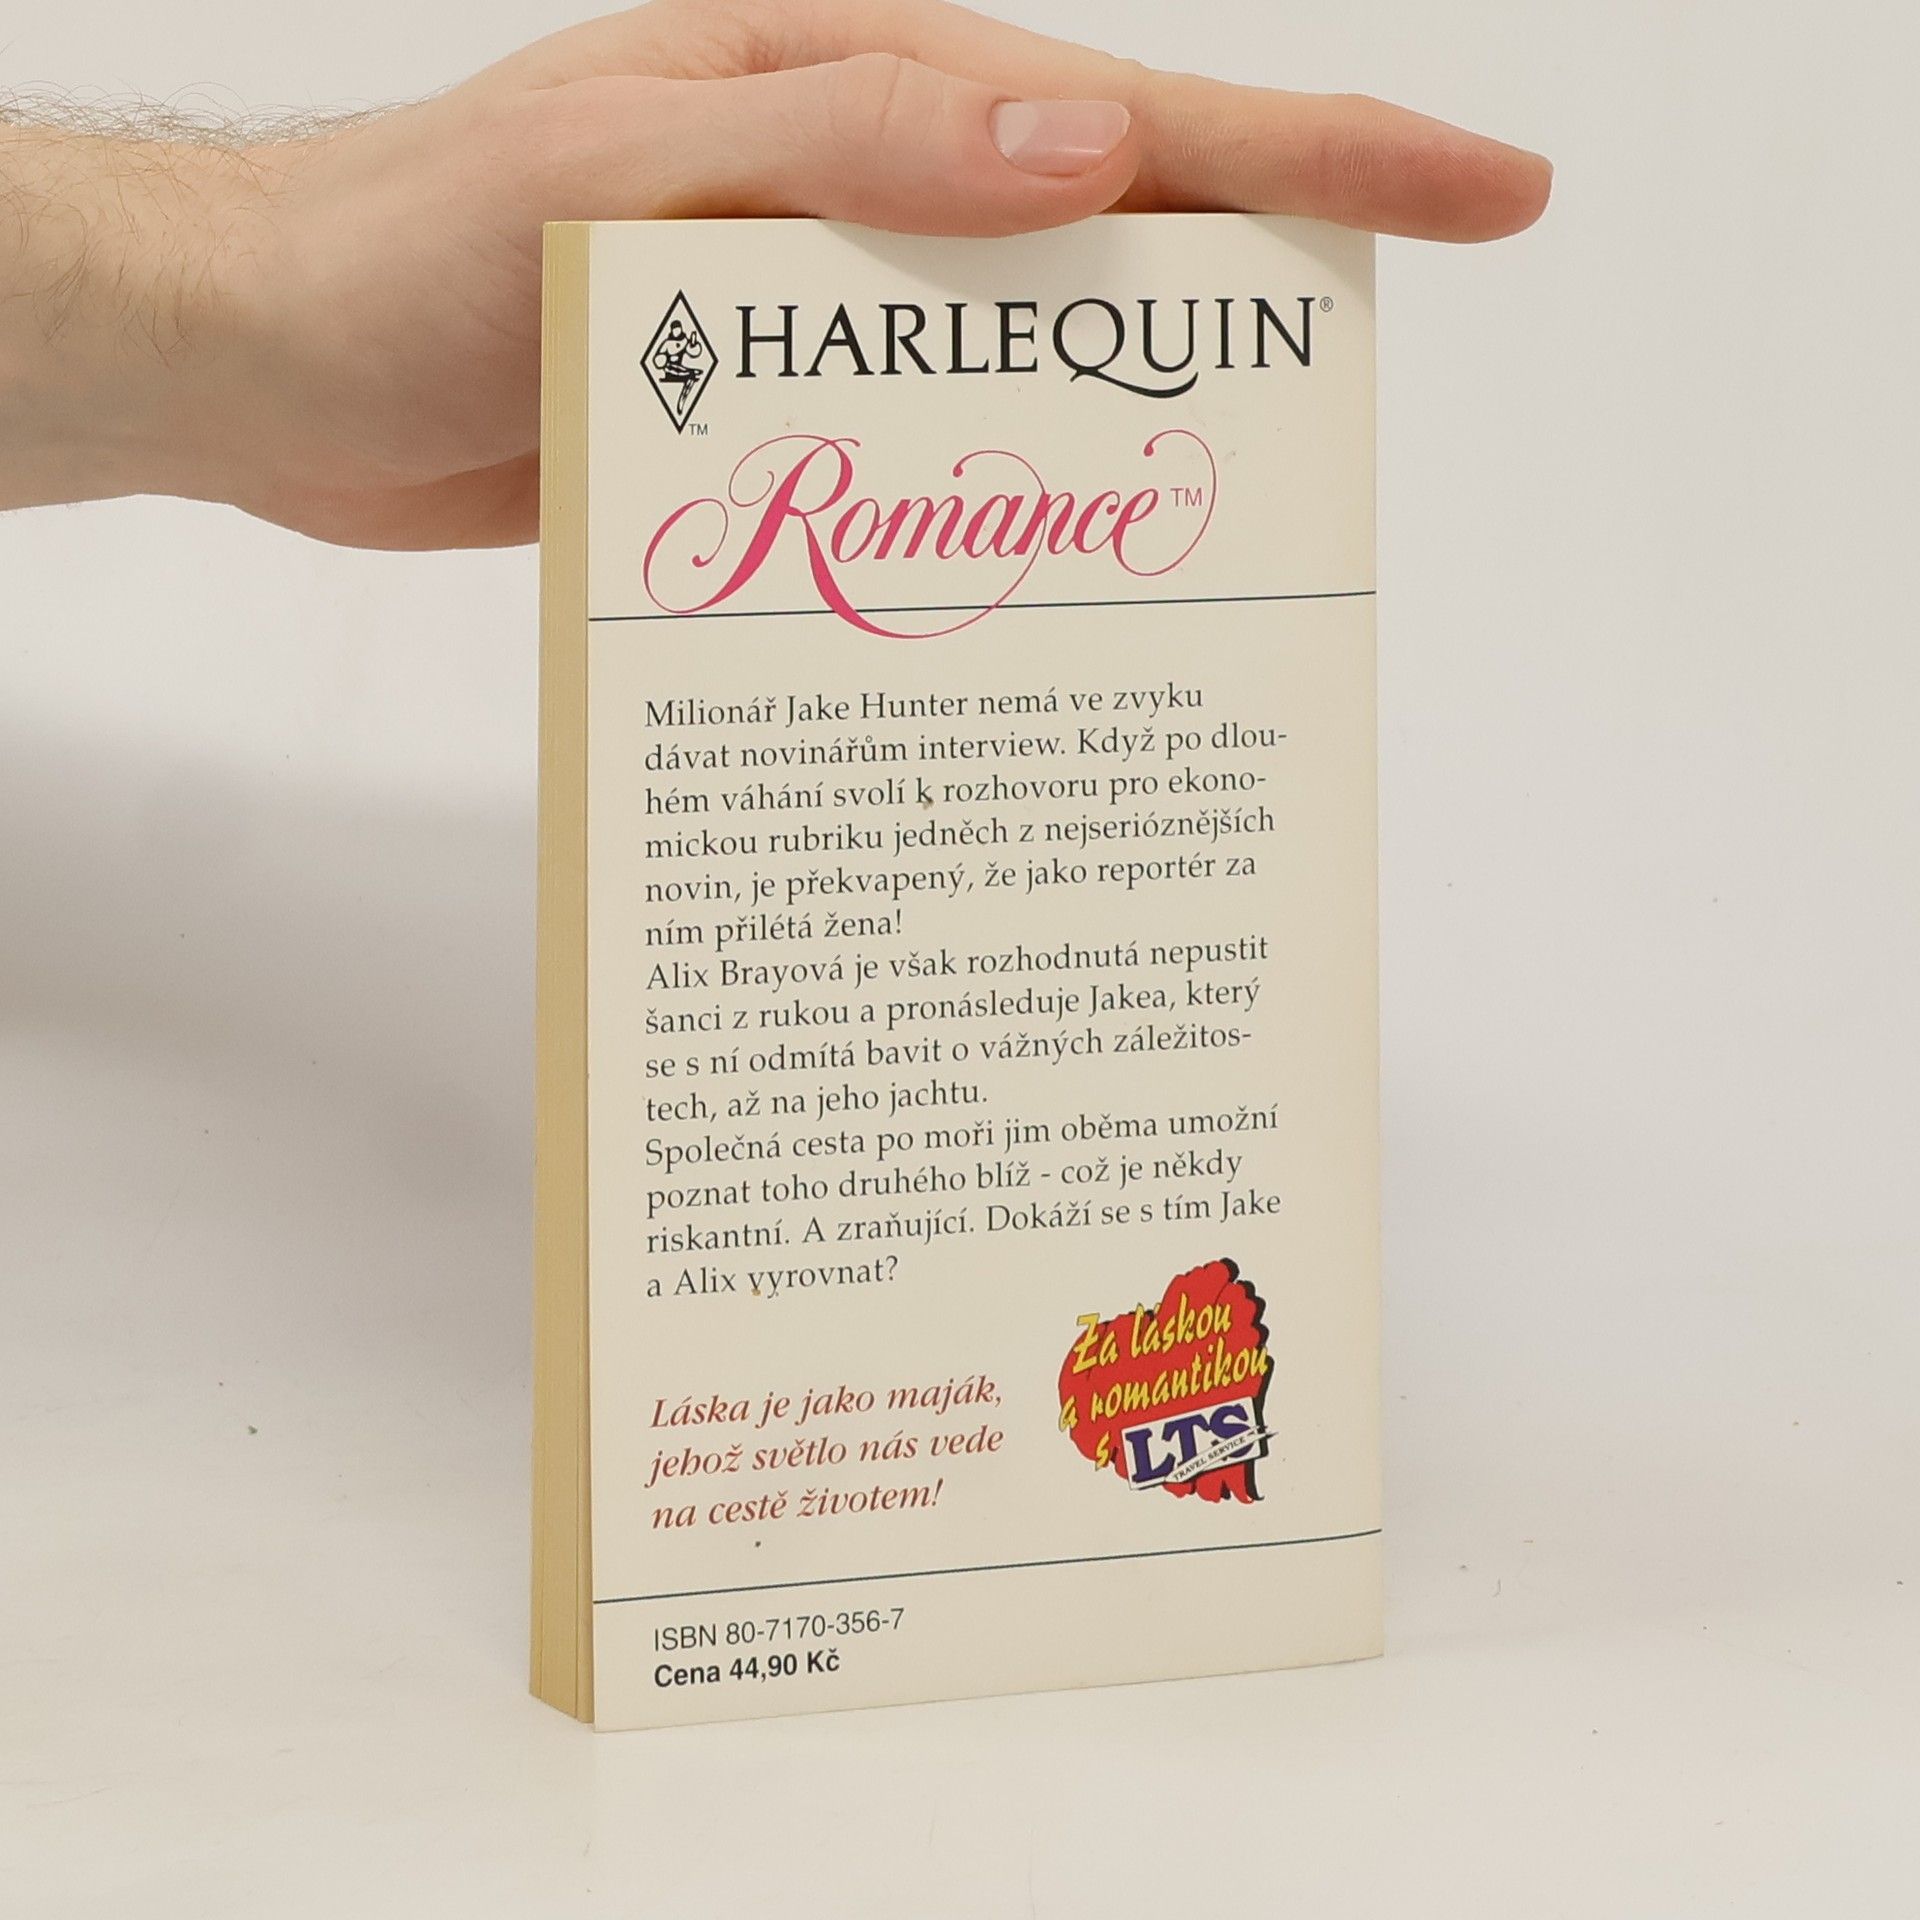 HARLEQUIN®
TM
Romance™
Milionář Jake Hunter nemá ve zvyku
dávat novinářům interview. Když po dlou-
hém váhání svolí k rozhovoru pro ekono-
mickou rubriku jedněch z nejserióznějších
novin, je překvapený, že jako reportér za
ním přilétá žena!
Alix Brayová je však rozhodnutá nepustit
šanci z rukou a pronásleduje Jakea, který
se s ní odmítá bavit o vážných záležitos-
tech, až na jeho jachtu.
Společná cesta po moři jim oběma umožní
poznat toho druhého blíž - což je někdy
riskantní. A zraňující. Dokáží se s tím Jake
a Alix vyrovnat?
Láska je jako maják,
jehož světlo nás vede
na cestě životem!
Za láskou
a romantikou
s LTS
TRAVEL SERVICE
ISBN 80-7170-356-7
Cena 44,90 Kč